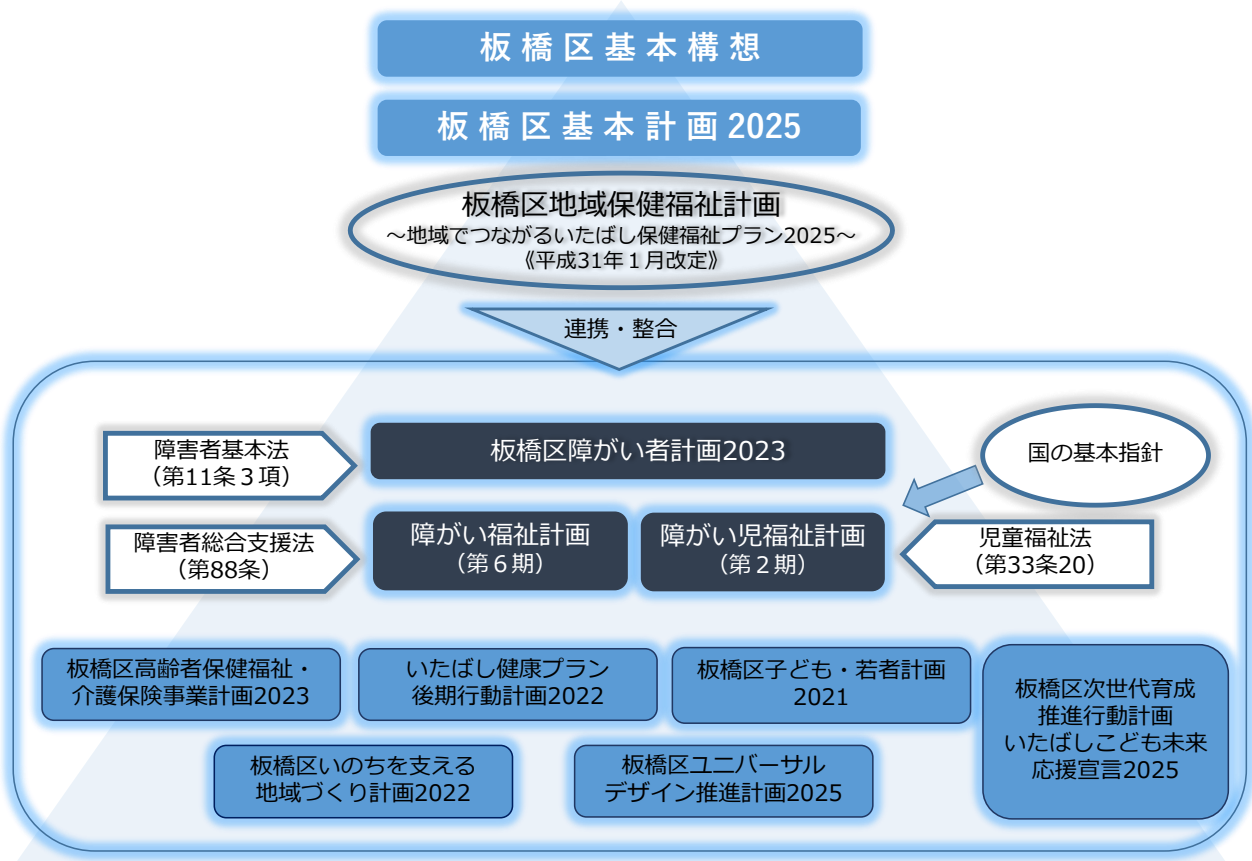 板橋区基本構想
板橋区基本計画2025
板橋区地域保健福祉計画
～地域でつながるいたばし保健福祉プラン2025～
《平成31年１月改定》
連携・整合
障害者基本法
（第11条３項）
板橋区障がい者計画2023
国の基本指針
障害者総合支援法
（第88条）
障がい福祉計画
（第６期）
障がい児福祉計画
（第２期）
児童福祉法
（第33条20）
板橋区高齢者保健福祉・
介護保険事業計画2023
いたばし健康プラン
後期行動計画2022
板橋区子ども・若者計画
2021
板橋区次世代育成
推進行動計画
いたばしこども未来
応援宣言2025
板橋区いのちを支える
地域づくり計画2022
板橋区ユニバーサル
デザイン推進計画2025